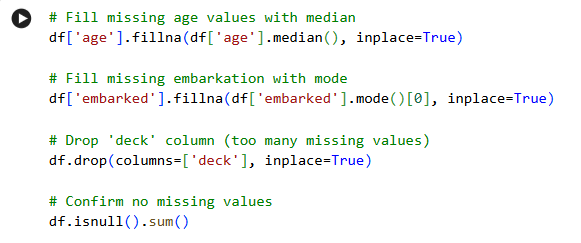 # Fill missing age values with median
df['age'].fillna(df['age'].median(), inplace=True)
# Fill missing embarkation with mode
df['embarked'].fillna(df['embarked'].mode()[0], inplace=True)
# Drop 'deck' column (too many missing values)
df.drop(columns=['deck'], inplace=True)
# Confirm no missing values
df.isnull().sum()